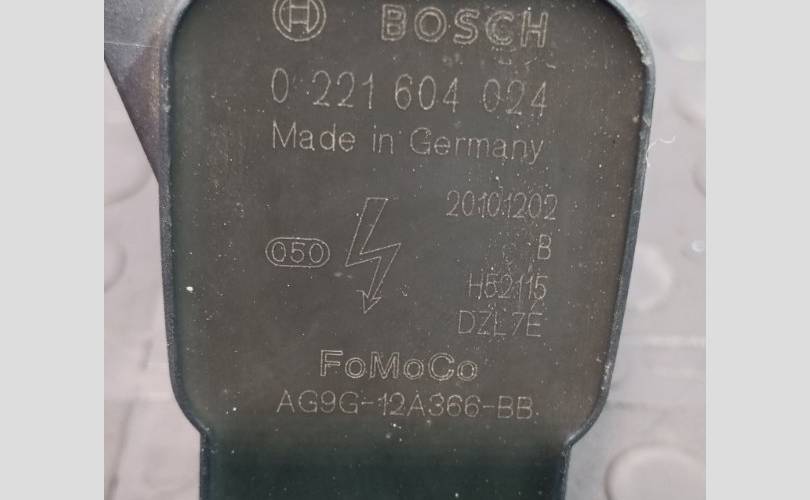 BOSCH
0 221 604 024
Made in Germany
20101202
050
B
H52115
DZL7E
FoMoCo
AG9G-12A366-BB